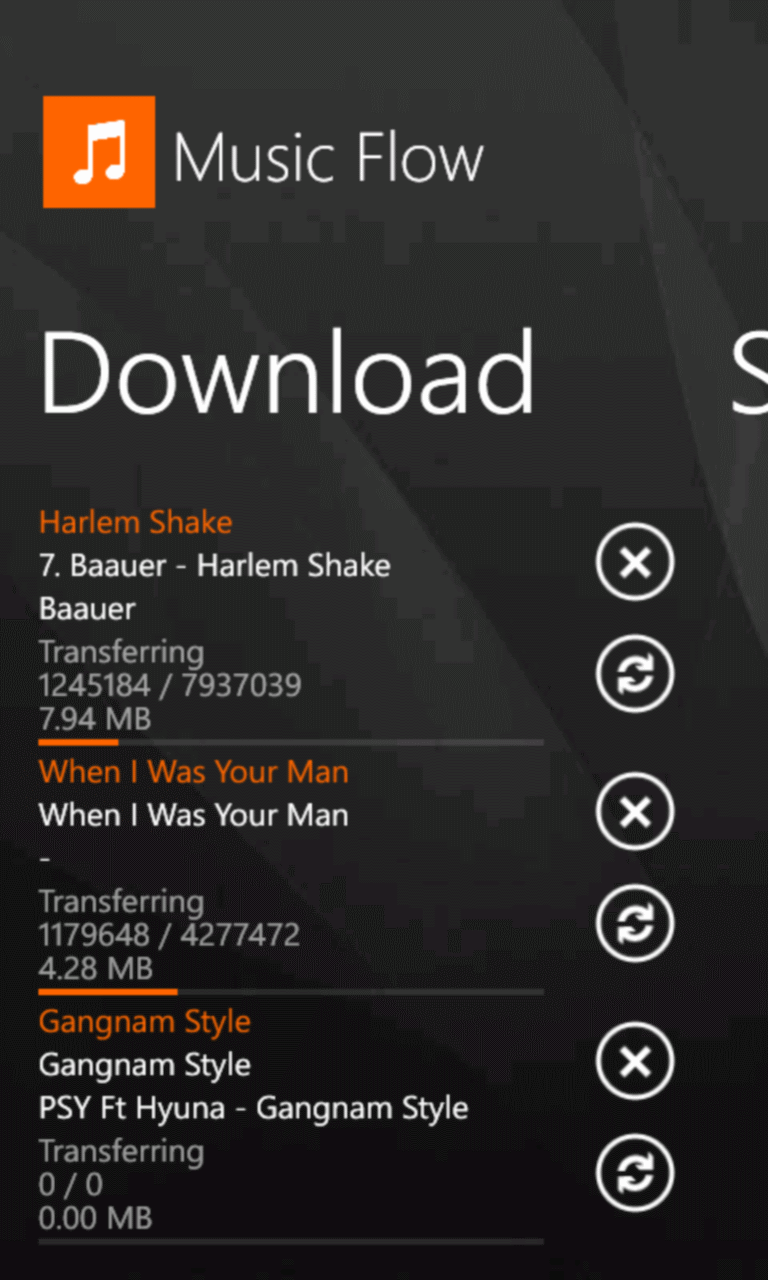 Music Flow
Download
S
Harlem Shake
7. Baauer - Harlem Shake
Baauer
Transferring
1245184 / 7937039
7.94 MB
When I Was Your Man
When I Was Your Man
-
Transferring
1179648 / 4277472
4.28 MB
Gangnam Style
Gangnam Style
PSY Ft Hyuna - Gangnam Style
Transferring
0 / 0
0.00 MB